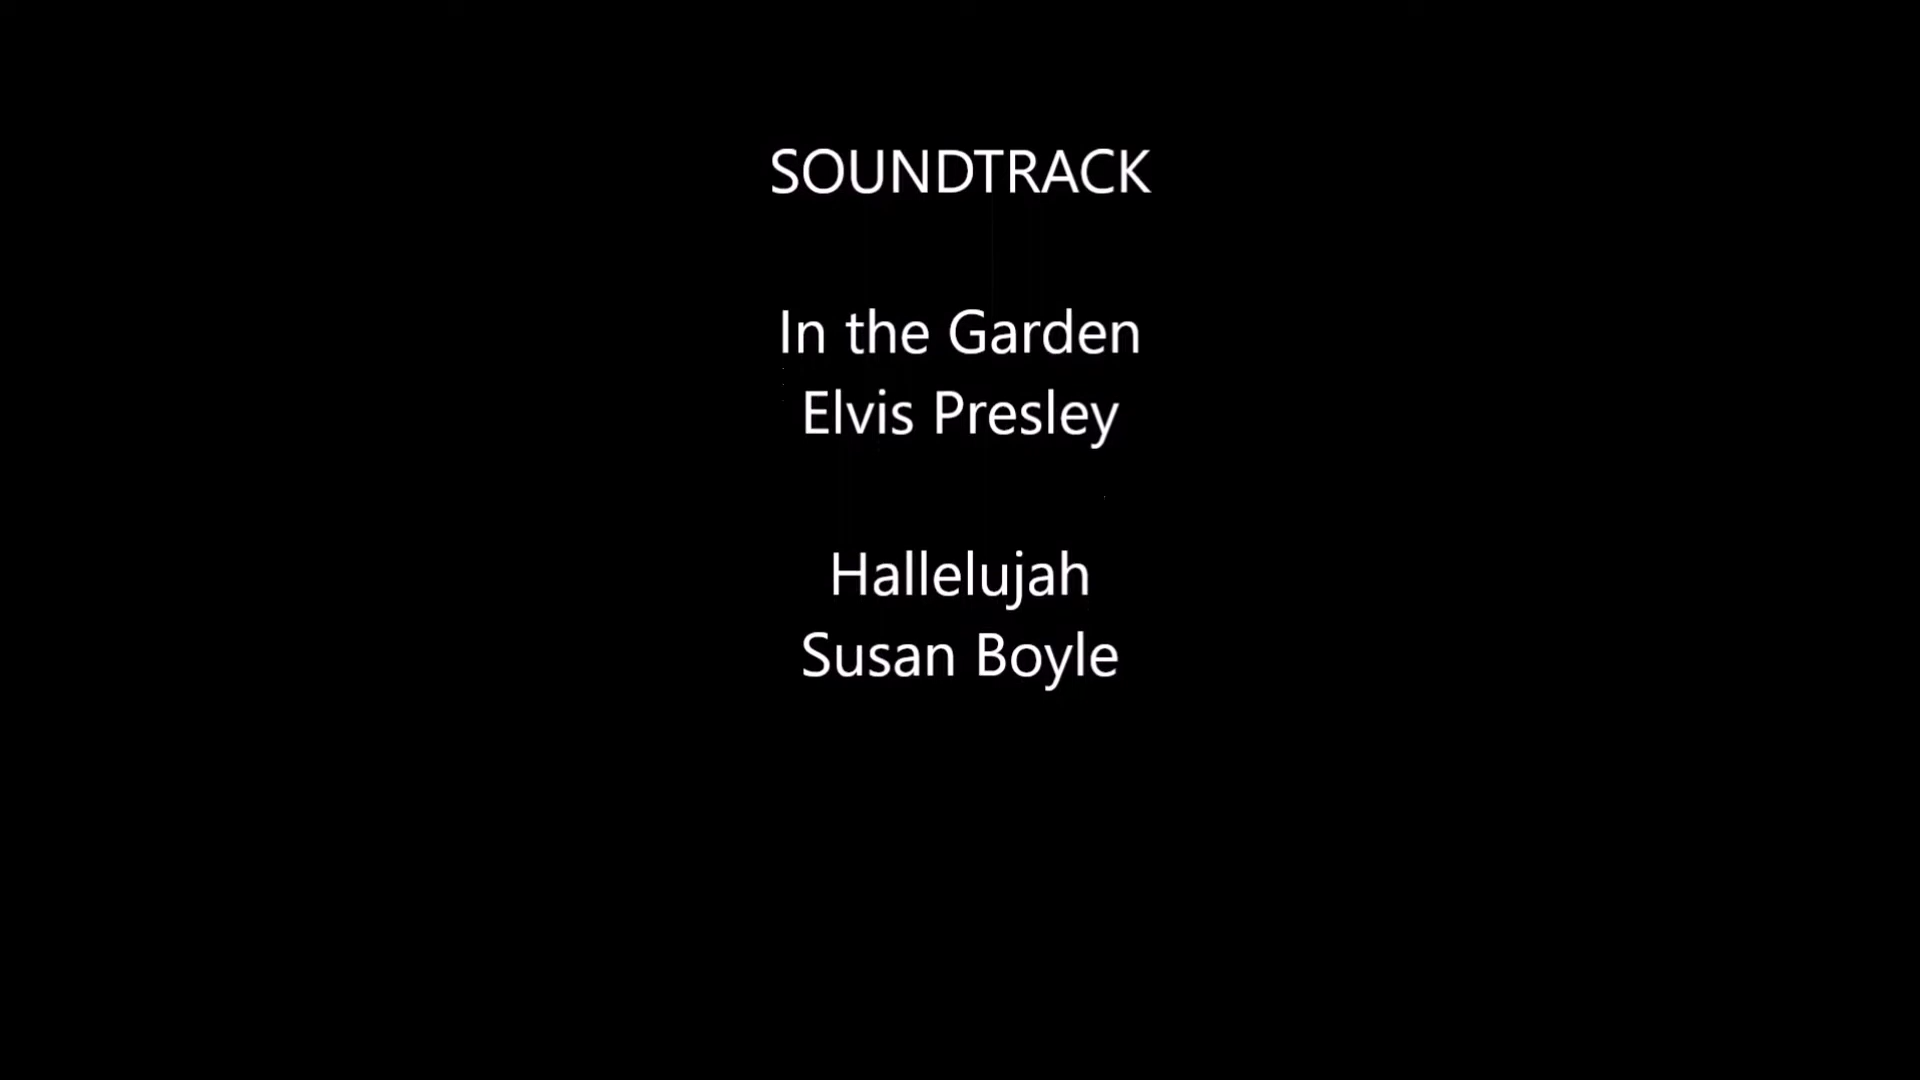 SOUNDTRACK
In the Garden
Elvis Presley
Hallelujah
Susan Boyle